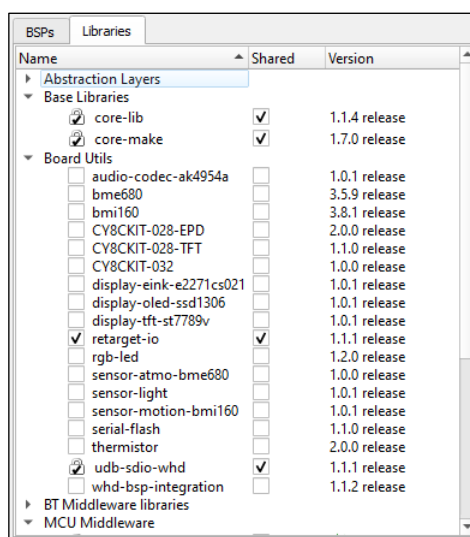 BSPs Libraries
Name Shared Version
Abstraction Layers
Base Libraries
core-lib 1.1.4 release
core-make 1.7.0 release
Board Utils
audio-codec-ak4954a 1.0.1 release
bme680 3.5.9 release
bmi160 3.8.1 release
CY8CKIT-028-EPD 2.0.0 release
CY8CKIT-028-TFT 1.1.0 release
CY8CKIT-032 1.0.0 release
display-eink-e2271cs021 1.0.1 release
display-oled-ssd1306 1.0.1 release
display-tft-st7789v 1.0.1 release
retarget-io 1.1.1 release
rgb-led 1.2.0 release
sensor-atmo-bme680 1.0.0 release
sensor-light 1.0.1 release
sensor-motion-bmi160 1.0.1 release
serial-flash 1.1.0 release
thermistor 2.0.0 release
udb-sdio-whd 1.1.1 release
whd-bsp-integration 1.1.2 release
BT Middleware libraries
MCU Middleware